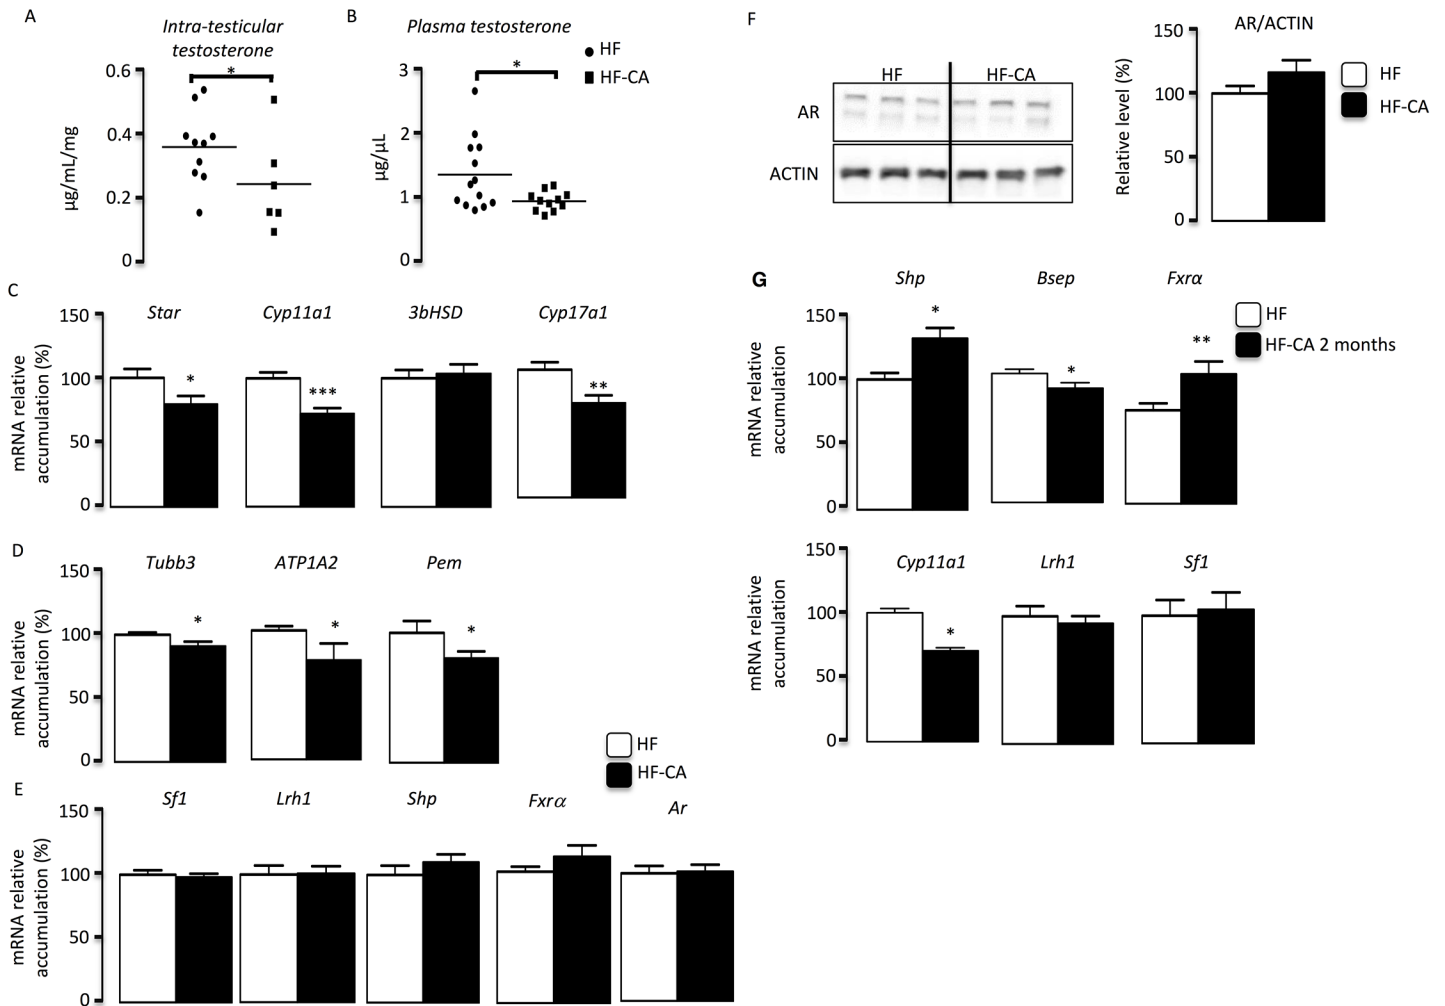 A
Intra-testicular
testosterone
*
0.6
0.4
0.2
0
µg/mL/mg
B
Plasma testosterone
*
HF
HF-CA
3
2
1
0
µg/µL
C
Star
Cyp11a1
3bHSD
Cyp17a1
150
100
50
0
mRNA relative
accumulation (%)
*
***
**
D
Tubb3
ATP1A2
Pem
150
100
50
0
mRNA relative
accumulation (%)
*
*
*
HF
HF-CA
E
Sf1
Lrh1
Shp
Fxrα
Ar
150
100
50
0
mRNA relative
accumulation (%)
F
HF
HF-CA
AR
ACTIN
AR/ACTIN
150
100
50
0
Relative level (%)
HF
HF-CA
G
Shp
Bsep
Fxrα
HF
HF-CA 2 months
150
100
50
0
mRNA relative
accumulation
*
*
**
Cyp11a1
Lrh1
Sf1
150
100
50
0
mRNA relative
accumulation
*